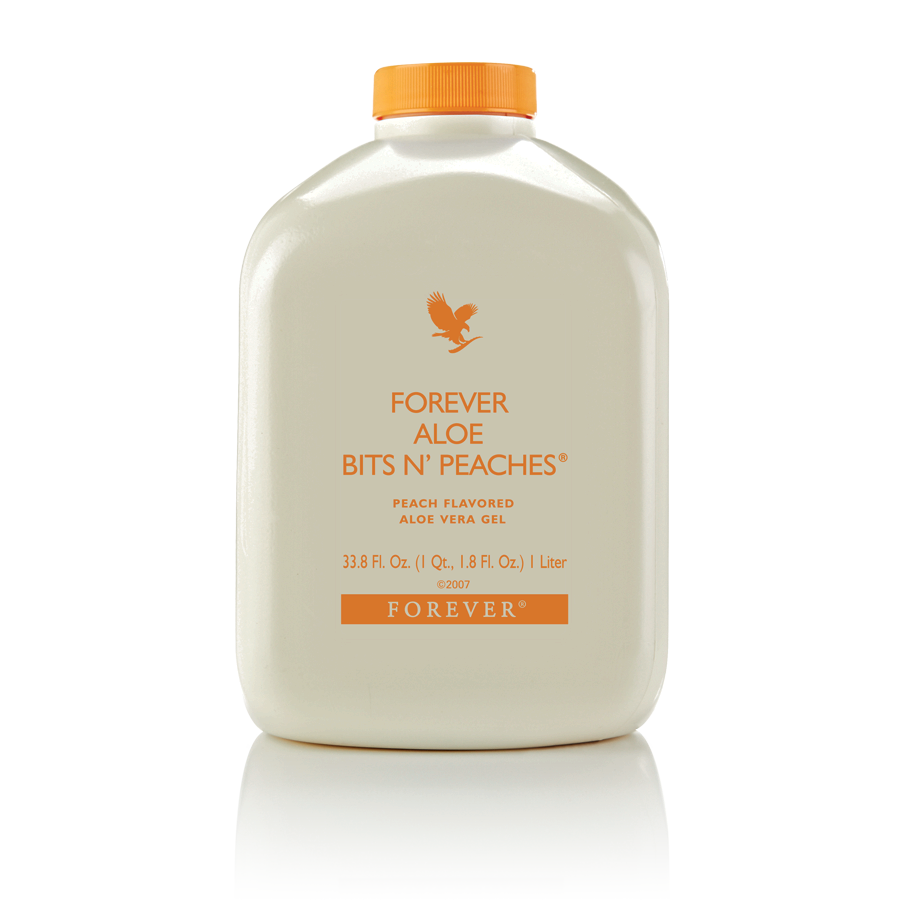 FOREVER
ALOE
BITS N' PEACHES®
PEACH FLAVORED
ALOE VERA GEL
33.8 Fl. Oz. (1 Qt., 1.8 Fl. Oz.) 1 Liter
©2007
FOREVER®